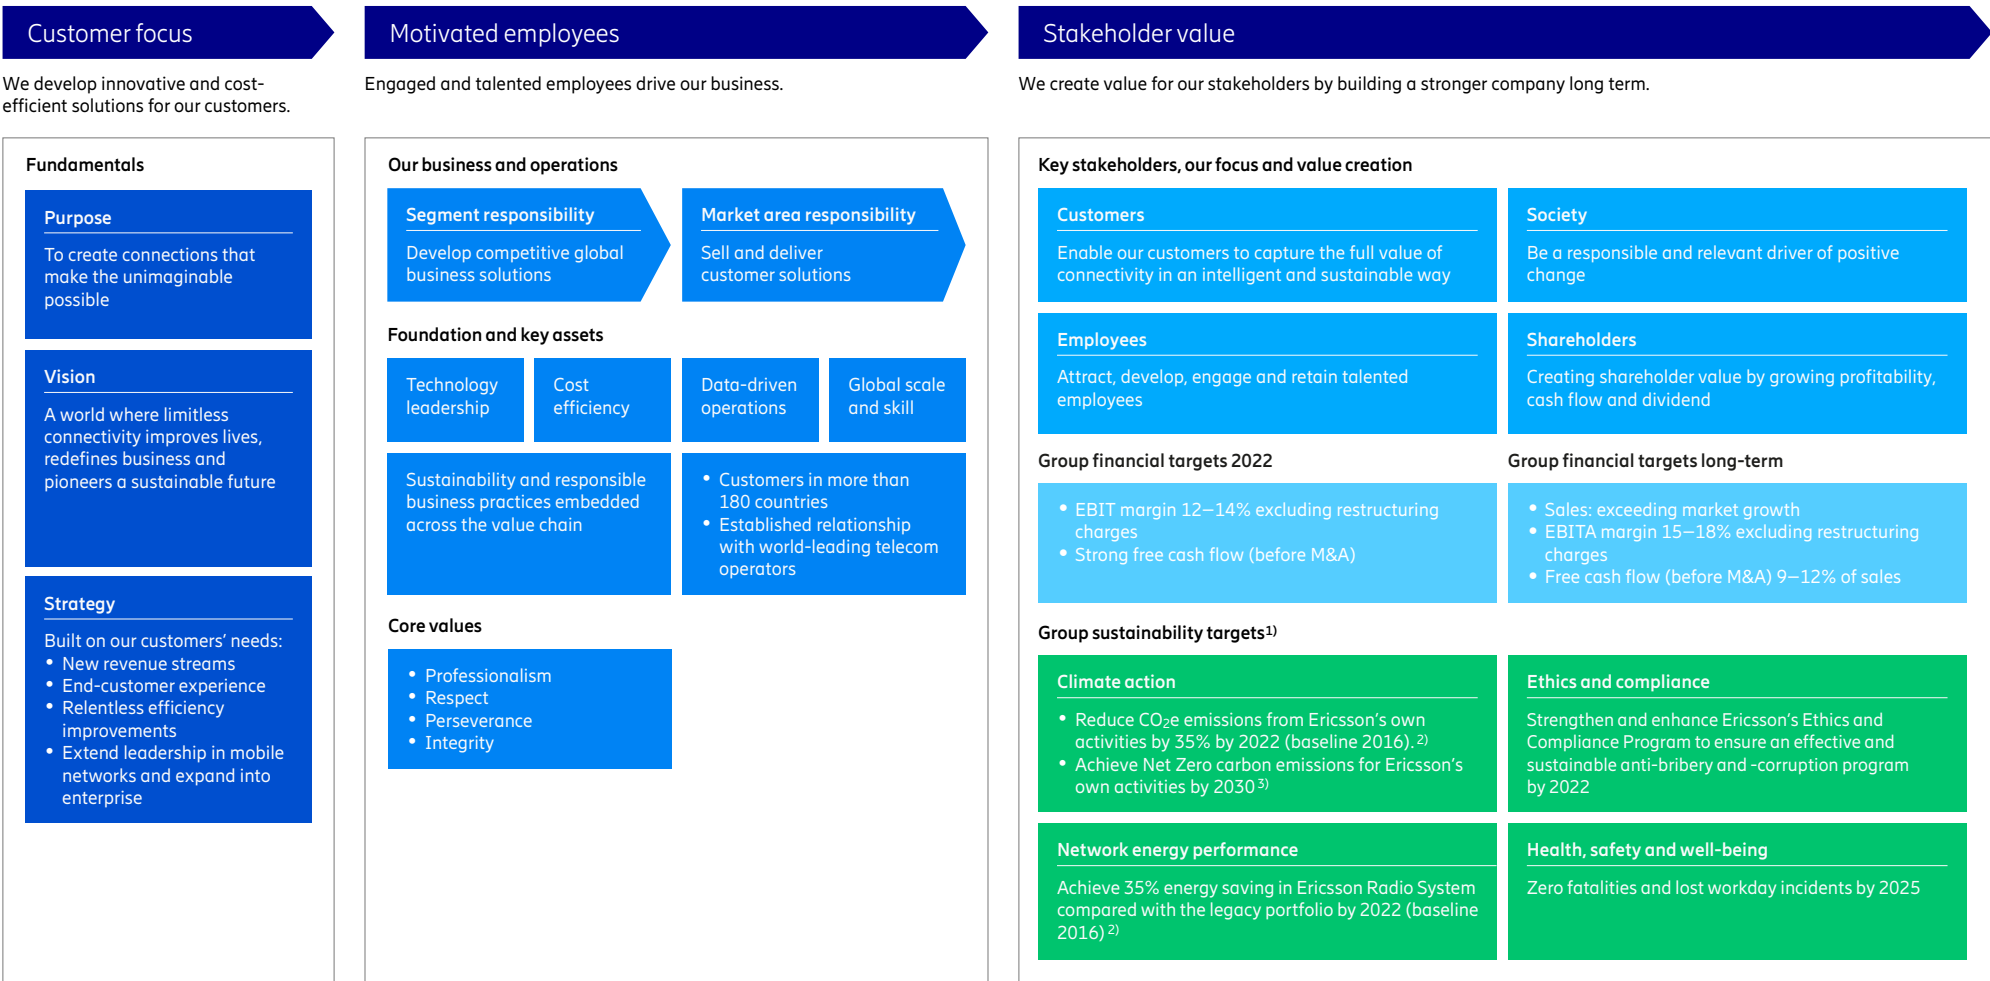 Customer focus
We develop innovative and cost-
efficient solutions for our customers.
Fundamentals
Purpose
To create connections that
make the unimaginable
possible
Vision
A world where limitless
connectivity improves lives,
redefines business and
pioneers a sustainable future
Strategy
Built on our customers’ needs:
• New revenue streams
• End-customer experience
• Relentless efficiency
improvements
• Extend leadership in mobile
networks and expand into
enterprise
Motivated employees
Engaged and talented employees drive our business.
Our business and operations
Segment responsibility
Develop competitive global
business solutions
Market area responsibility
Sell and deliver
customer solutions
Foundation and key assets
Technology
leadership
Cost
efficiency
Data-driven
operations
Global scale
and skill
Sustainability and responsible
business practices embedded
across the value chain
• Customers in more than
180 countries
• Established relationship
with world-leading telecom
operators
Core values
• Professionalism
• Respect
• Perseverance
• Integrity
Stakeholder value
We create value for our stakeholders by building a stronger company long term.
Key stakeholders, our focus and value creation
Customers
Enable our customers to capture the full value of
connectivity in an intelligent and sustainable way
Society
Be a responsible and relevant driver of positive
change
Employees
Attract, develop, engage and retain talented
employees
Shareholders
Creating shareholder value by growing profitability,
cash flow and dividend
Group financial targets 2022
• EBIT margin 12–14% excluding restructuring
charges
• Strong free cash flow (before M&A)
Group financial targets long-term
• Sales: exceeding market growth
• EBITA margin 15–18% excluding restructuring
charges
• Free cash flow (before M&A) 9–12% of sales
Group sustainability targets1)
Climate action
• Reduce CO2e emissions from Ericsson’s own
activities by 35% by 2022 (baseline 2016).2)
• Achieve Net Zero carbon emissions for Ericsson’s
own activities by 20303)
Ethics and compliance
Strengthen and enhance Ericsson’s Ethics and
Compliance Program to ensure an effective and
sustainable anti-bribery and -corruption program
by 2022
Network energy performance
Achieve 35% energy saving in Ericsson Radio System
compared with the legacy portfolio by 2022 (baseline
2016)2)
Health, safety and well-being
Zero fatalities and lost workday incidents by 2025